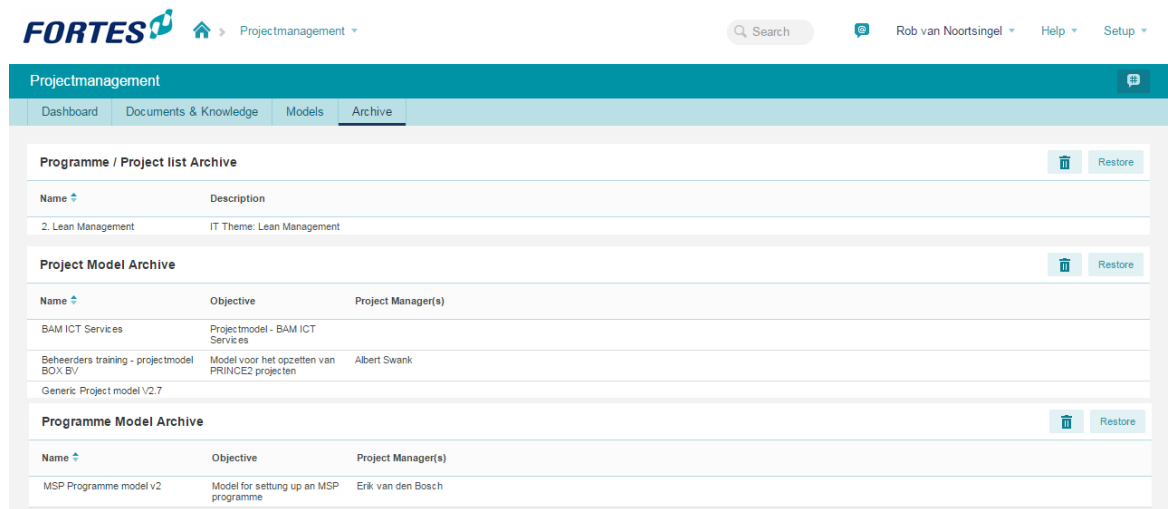 FORTES
Projectmanagement
Search
Rob van Noortsingel
Help
Setup
Projectmanagement
Dashboard
Documents & Knowledge
Models
Archive
Programme / Project list Archive
Restore
Name
Description
2. Lean Management
IT Theme: Lean Management
Project Model Archive
Restore
Name
Objective
Project Manager(s)
BAM ICT Services
Projectmodel - BAM ICT
Services
Beheerders training - projectmodel
BOX BV
Model voor het opzetten van
PRINCE2 projecten
Albert Swank
Generic Project model V2.7
Programme Model Archive
Restore
Name
Objective
Project Manager(s)
MSP Programme model v2
Model for settung up an MSP
programme
Erik van den Bosch